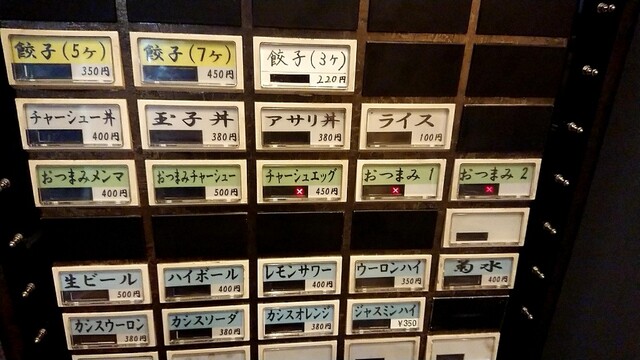 餃子(5ヶ)
350円
餃子(7ヶ)
450円
餃子(3ヶ)
220円
チャーシュー丼
400円
玉子丼
380円
アサリ丼
380円
ライス
100円
おつまみメンマ
400円
おつまみチャーシュー
500円
チャーシュエッグ
450円
おつまみ 1
おつまみ 2
生ビール
500円
ハイボール
400円
レモンサワー
400円
ウーロンハイ
350円
菊水
400円
カシスウーロン
380円
カシスソーダ
380円
カシスオレンジ
380円
ジャスミンハイ
¥350